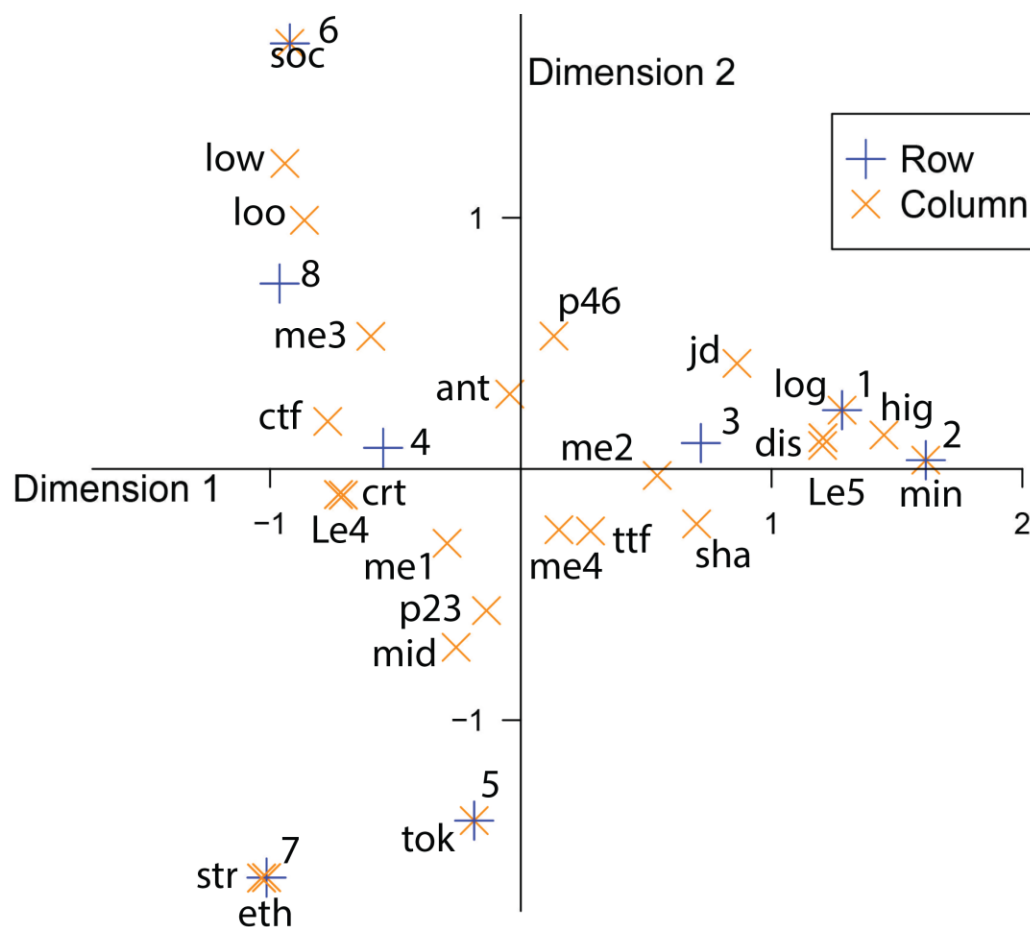 6
soc
Dimension 2
low
Row
Column
loo
1
8
p46
me3
jd
ant
log
1
hig
ctf
4
3
2
me2
dis
Dimension 1
crt
Le5
min
−1
Le4
1
2
ttf
sha
me1
me4
p23
mid
−1
5
tok
7
str
eth